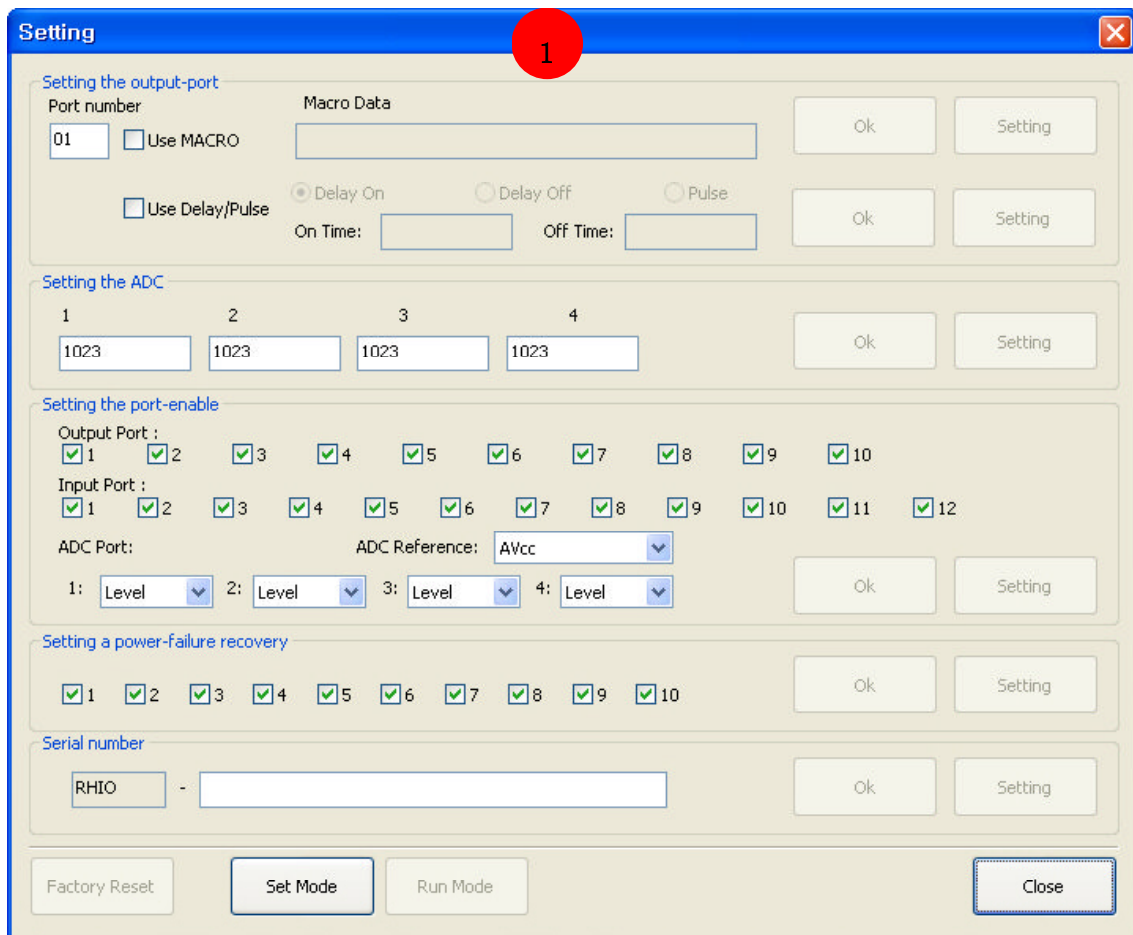 Setting
1
Setting the output-port
Port number Macro Data
01 Use MACRO Ok Setting
Delay On Delay Off Pulse
Use Delay/Pulse Ok Setting
On Time: Off Time:
Setting the ADC
1 2 3 4
1023 1023 1023 1023 Ok Setting
Setting the port-enable
Output Port :
1 2 3 4 5 6 7 8 9 10
Input Port :
1 2 3 4 5 6 7 8 9 10 11 12
ADC Port: ADC Reference: AVcc
1: Level 2: Level 3: Level 4: Level Ok Setting
Setting a power-failure recovery
1 2 3 4 5 6 7 8 9 10 Ok Setting
Serial number
RHIO - Ok Setting
Factory Reset Set Mode Run Mode Close